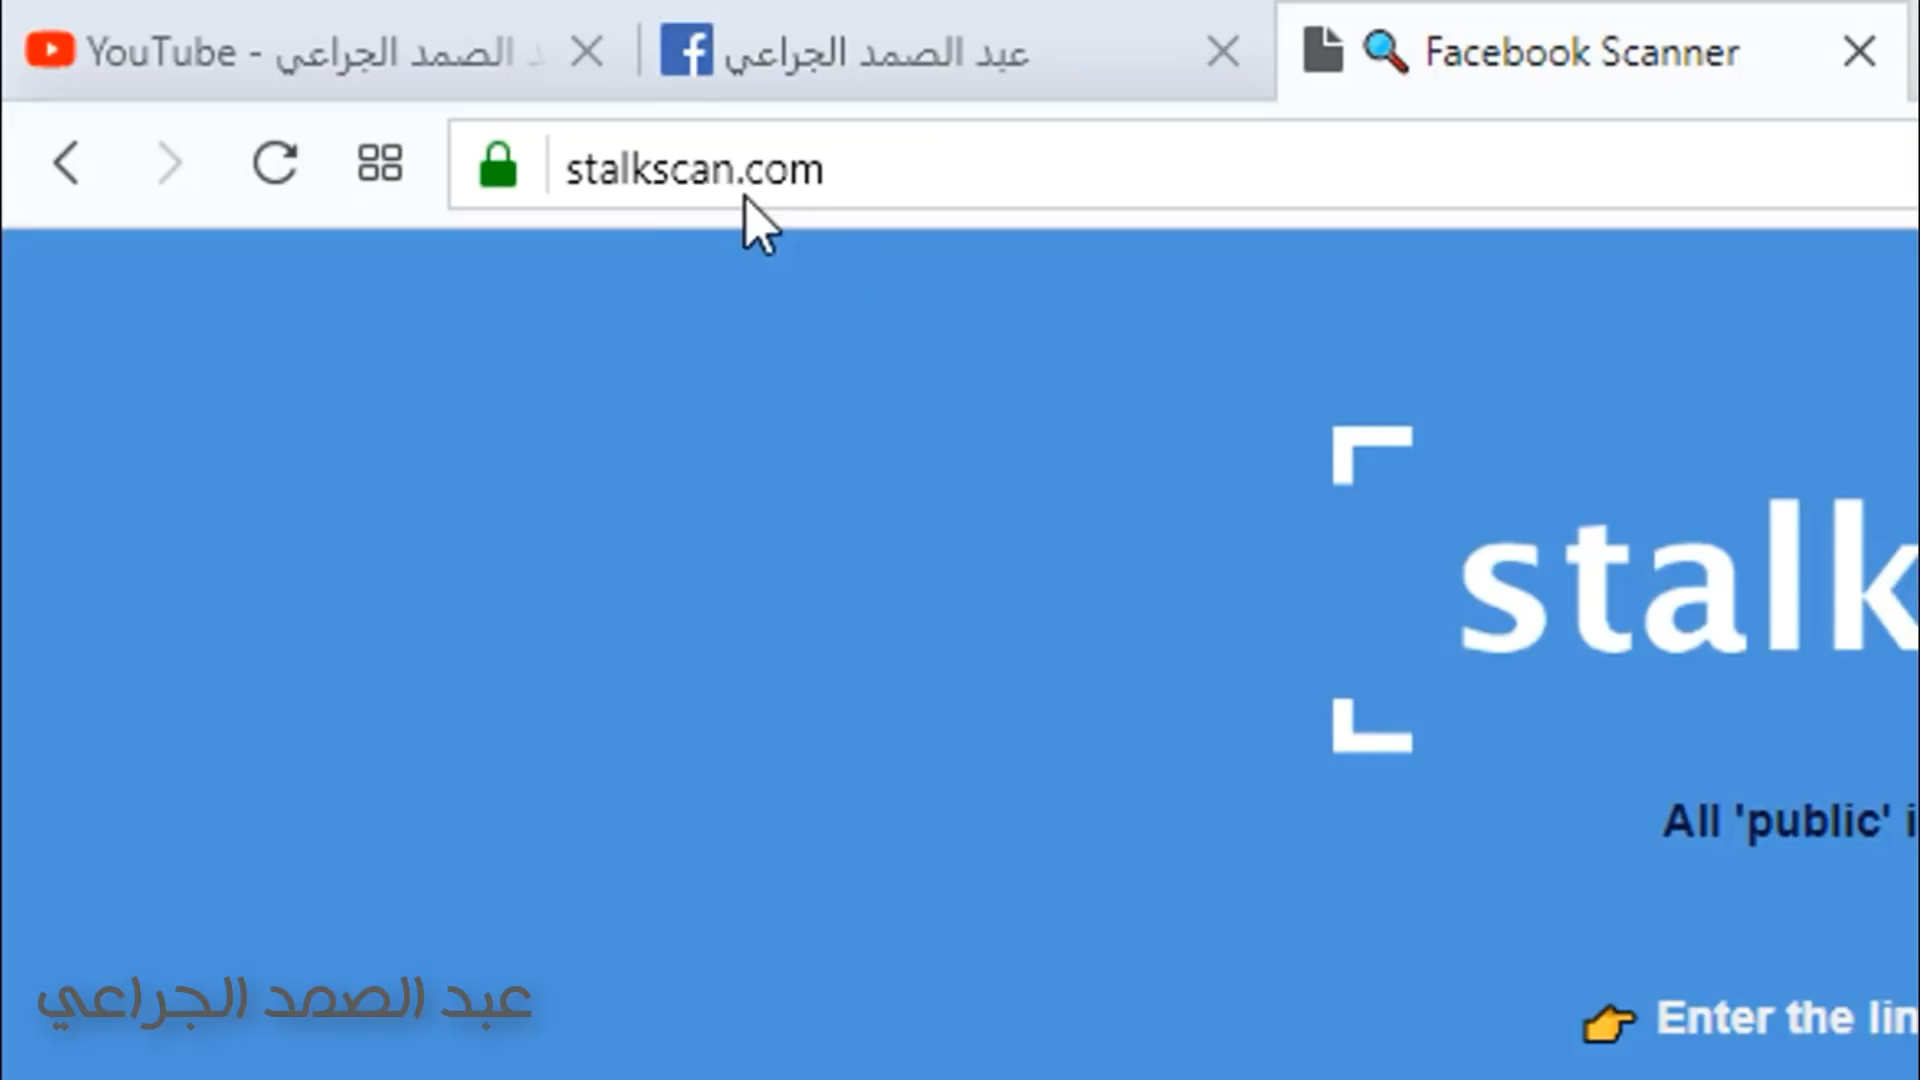 YouTube - عبد الصمد الجراعي
عبد الصمد الجراعي
Facebook Scanner
stalkscan.com
stalk
All 'public' i
Enter the lin
عبد الصمد الجراعي